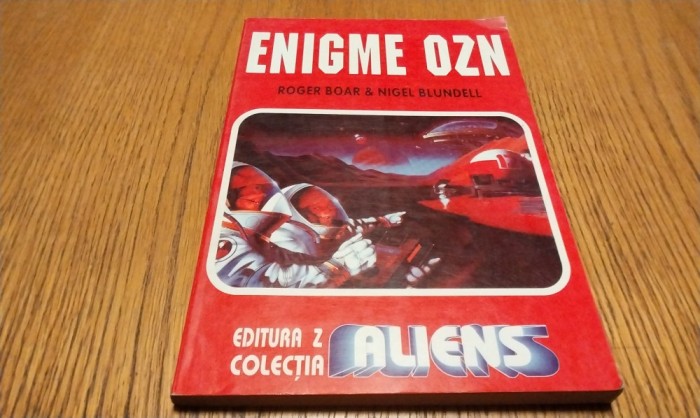 ENIGME OZN
ROGER BOAR & NIGEL BLUNDELL
EDITURA Z
COLECȚIA
ALIENS